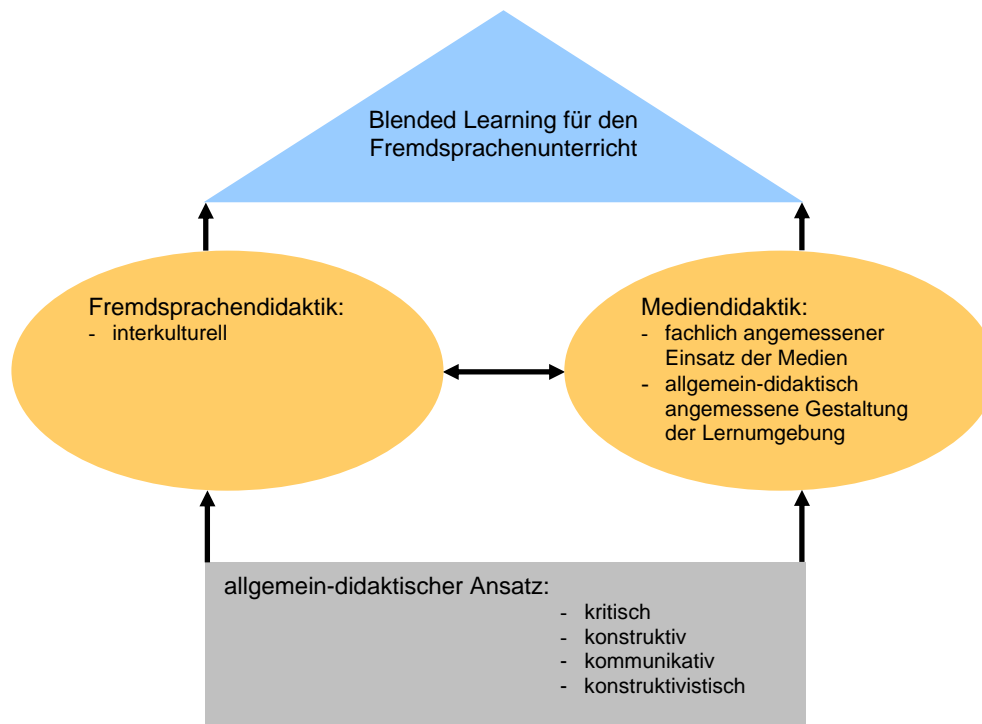 Blended Learning für den
Fremdsprachenunterricht
Fremdsprachendidaktik:
- interkulturell
Mediendidaktik:
- fachlich angemessener
Einsatz der Medien
- allgemein-didaktisch
angemessene Gestaltung
der Lernumgebung
allgemein-didaktischer Ansatz:
- kritisch
- konstruktiv
- kommunikativ
- konstruktivistisch